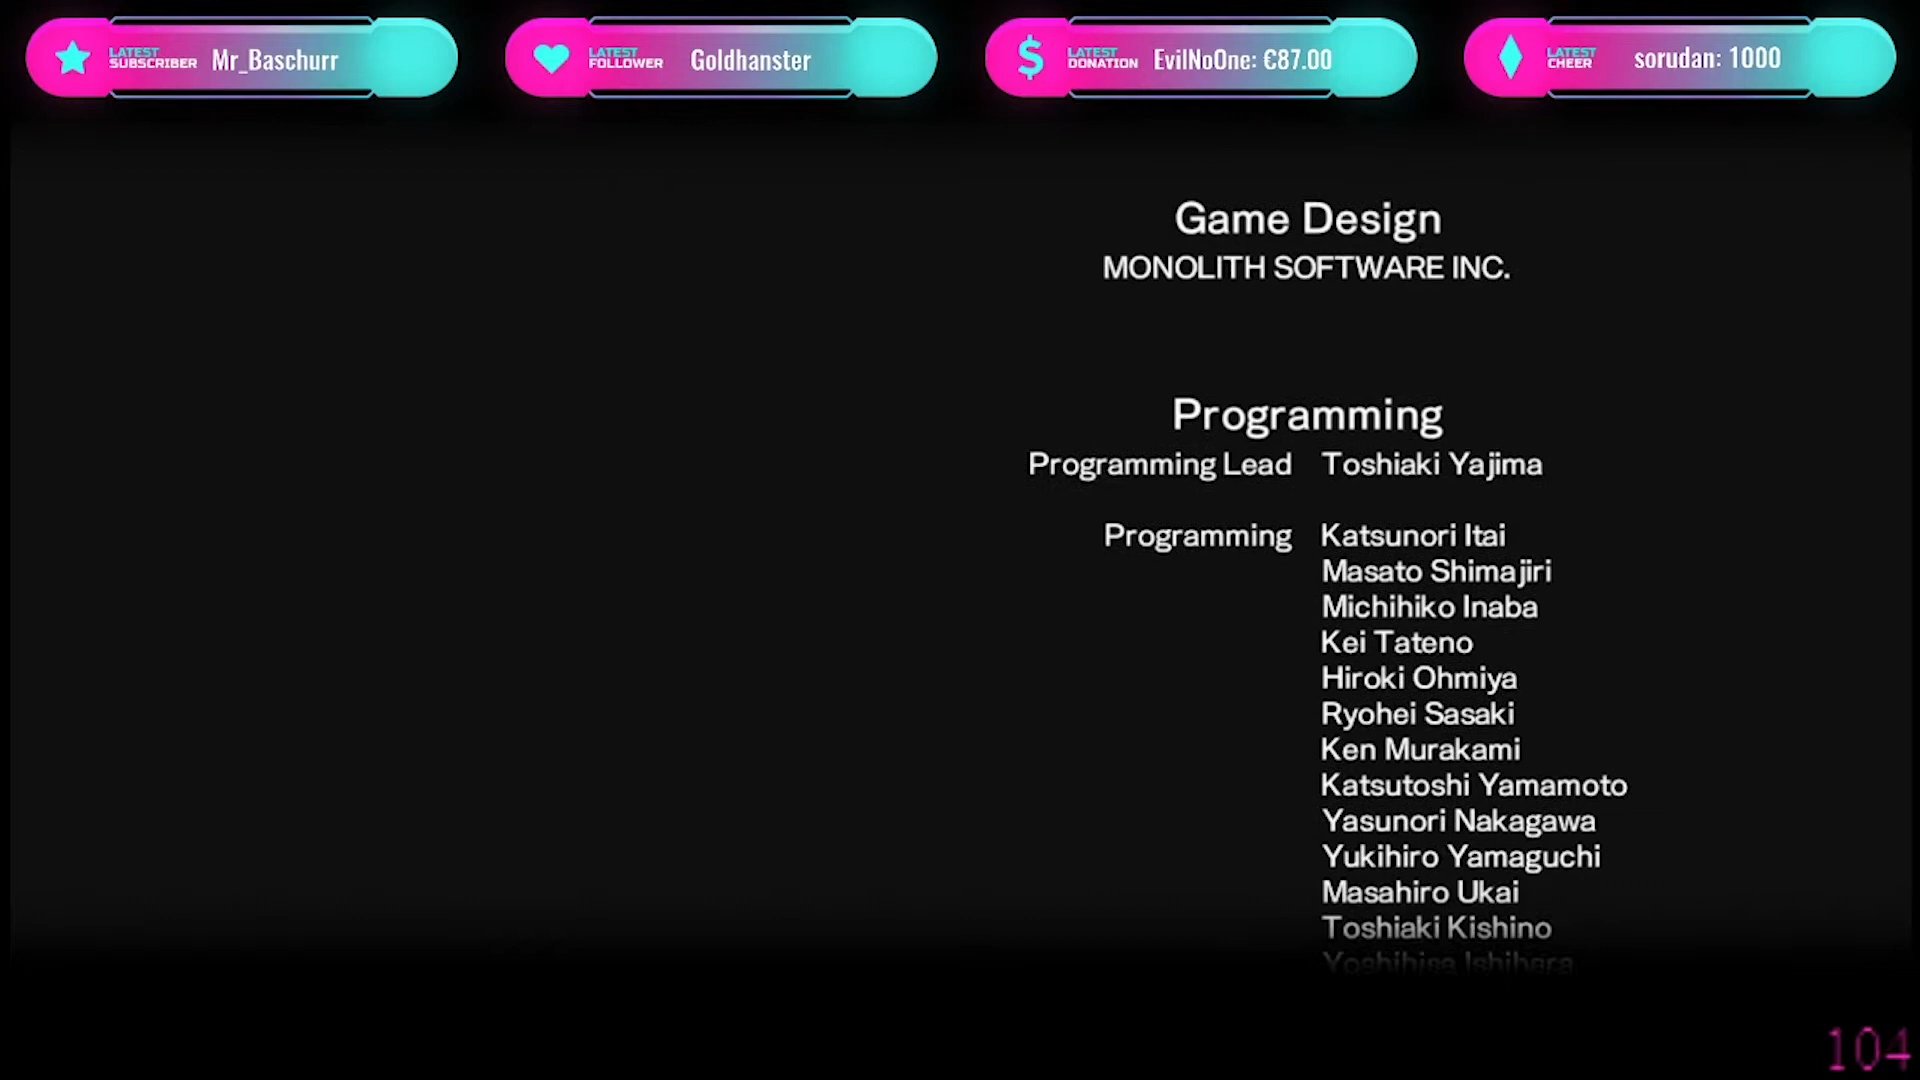 LATEST SUBSCRIBER Mr_Baschurr
LATEST FOLLOWER Goldhanster
LATEST DONATION EvilNoOne: €87.00
LATEST CHEER sorudan: 1000
Game Design
MONOLITH SOFTWARE INC.
Programming
Programming Lead Toshiaki Yajima
Programming Katsunori Itai
Masato Shimajiri
Michihiko Inaba
Kei Tateno
Hiroki Ohmiya
Ryohei Sasaki
Ken Murakami
Katsutoshi Yamamoto
Yasunori Nakagawa
Yukihiro Yamaguchi
Masahiro Ukai
Toshiaki Kishino
Yoshihisa Ishihara
104